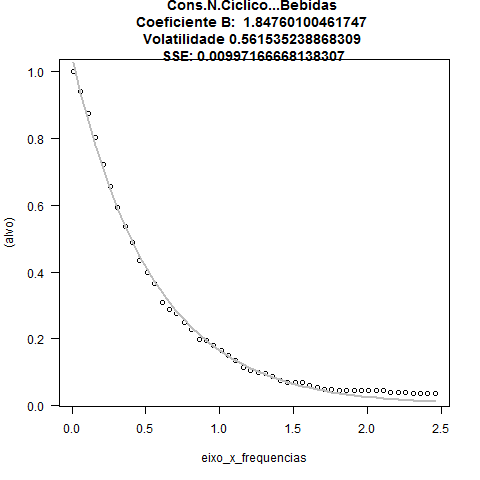 Cons.N.Ciclico...Bebidas
Coeficiente B:  1.84760100461747
Volatilidade 0.561535238868309
SSE: 0.00997166668138307
(alvo)
1.0
0.8
0.6
0.4
0.2
0.0
0.0 0.5 1.0 1.5 2.0 2.5
eixo_x_frequencias